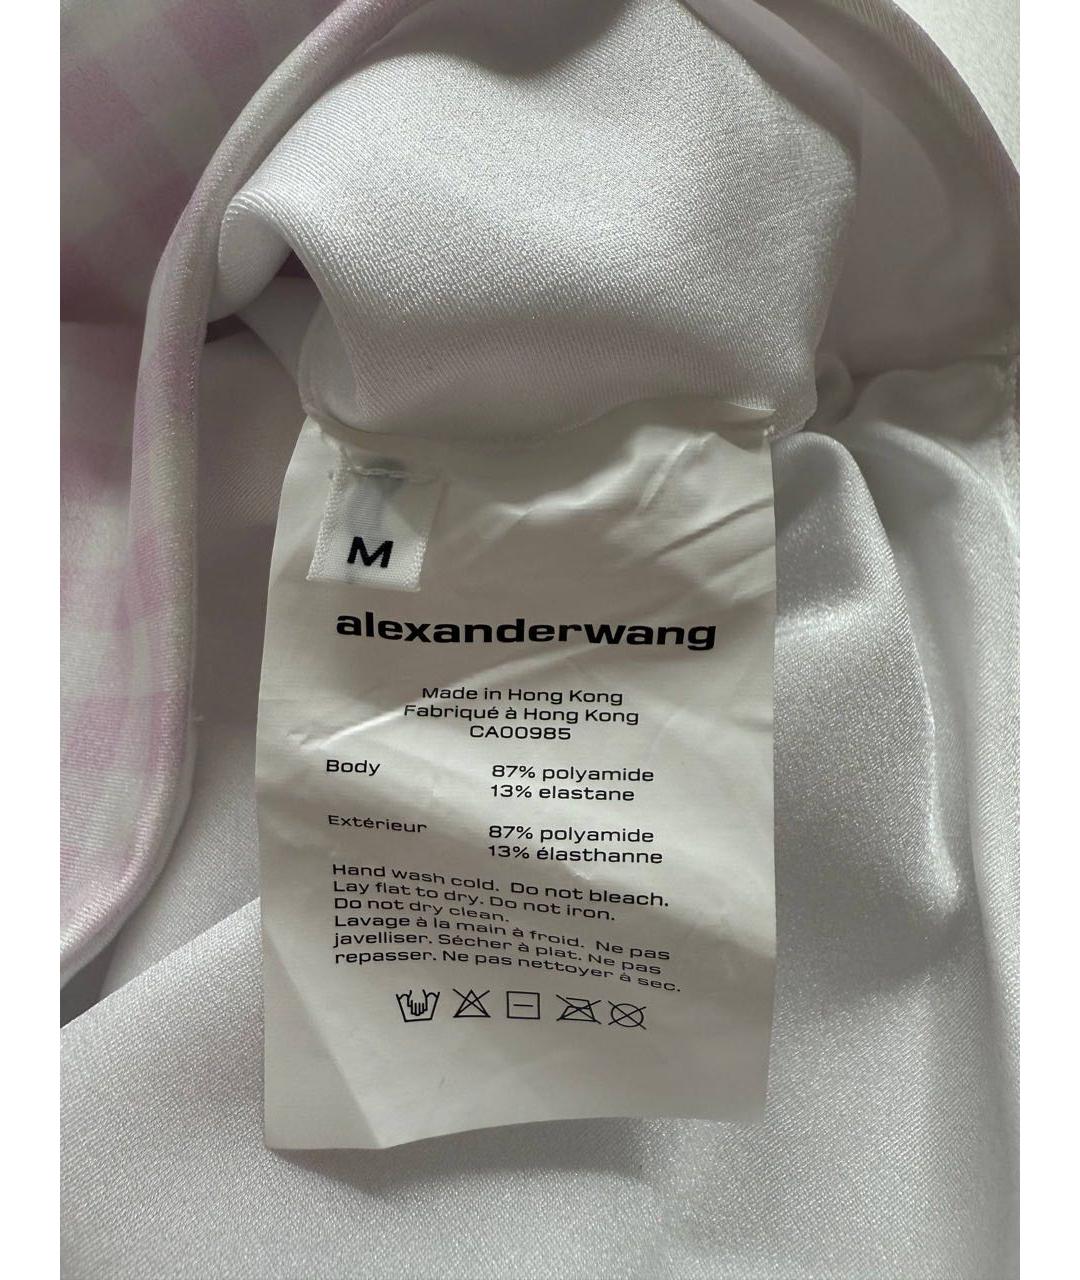 M
alexanderwang
Made in Hong Kong
Fabriqué à Hong Kong
CA00985
Body 87% polyamide
13% elastane
Extérieur 87% polyamide
13% élasthanne
Hand wash cold. Do not bleach.
Lay flat to dry. Do not iron.
Do not dry clean.
Lavage à la main à froid. Ne pas
javelliser. Sécher à plat. Ne pas
repasser. Ne pas nettoyer à sec.